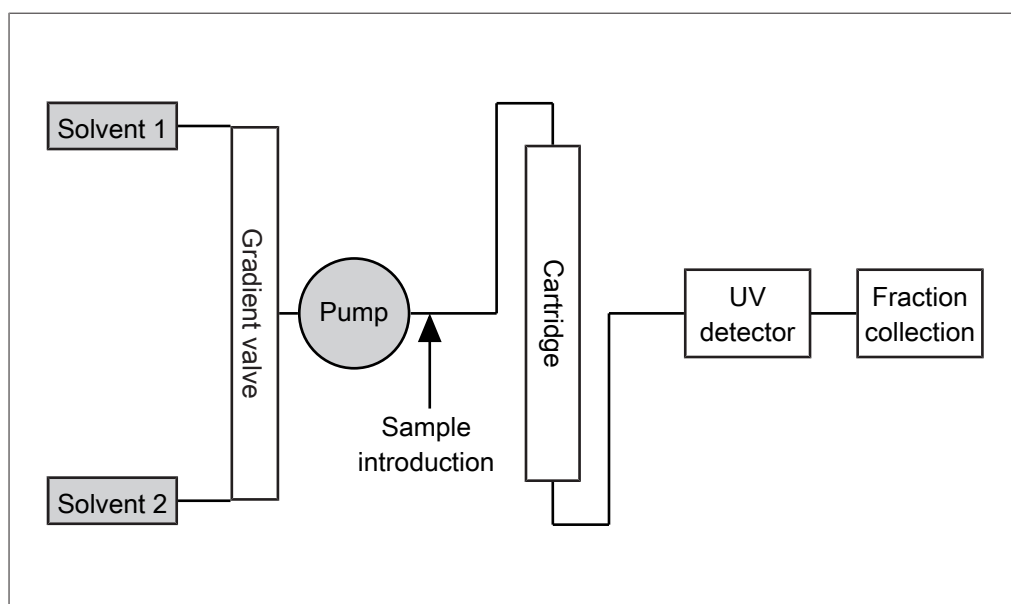 Solvent 1
Gradient valve
Solvent 2
Pump
Sample
introduction
Cartridge
UV
detector
Fraction
collection